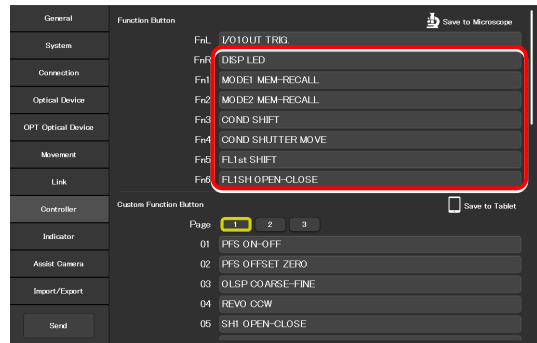 General
System
Connection
Optical Device
OPT Optical Device
Movement
Link
Controller
Indicator
Assist Camera
Import/Export
Send
Function Button
Save to Microscope
FnL I/O1OUT TRIG.
FnR DISP LED
Fn1 MODE1 MEM-RECALL
Fn2 MODE2 MEM-RECALL
Fn3 COND SHIFT
Fn4 COND SHUTTER MOVE
Fn5 FL1st SHIFT
Fn6 FL1SH OPEN-CLOSE
Custom Function Button
Save to Tablet
Page 1 2 3
01 PFS ON-OFF
02 PFS OFFSET ZERO
03 OLSP COARSE-FINE
04 REVO CCW
05 SH1 OPEN-CLOSE